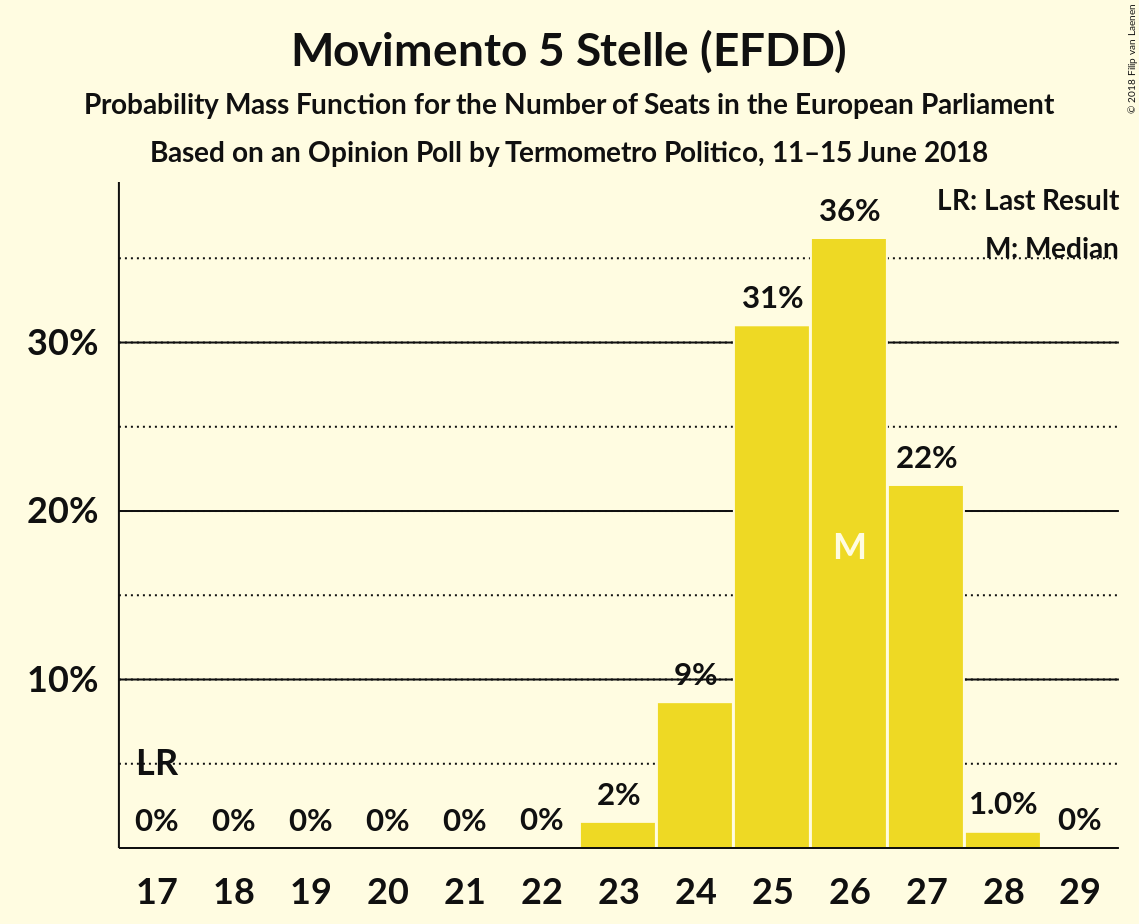 Movimento 5 Stelle (EFDD)
Probability Mass Function for the Number of Seats in the European Parliament
Based on an Opinion Poll by Termometro Politico, 11–15 June 2018
© 2018 Filip van Laenen
LR: Last Result
M: Median
36%
31%
30%
22%
20%
M
9%
10%
LR
2%
1.0%
0% 0% 0% 0% 0% 0% 0%
17 18 19 20 21 22 23 24 25 26 27 28 29